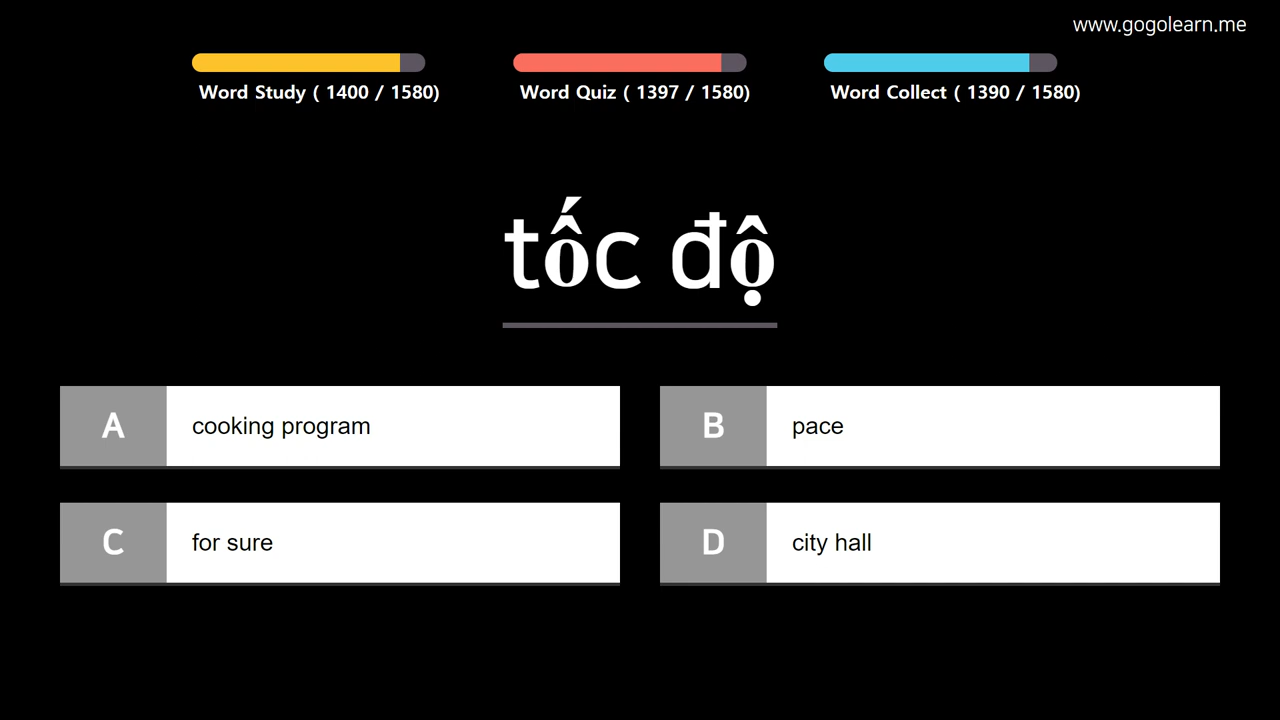 www.gogolearn.me
Word Study ( 1400 / 1580)
Word Quiz ( 1397 / 1580)
Word Collect ( 1390 / 1580)
tốc độ
A cooking program
B pace
C for sure
D city hall